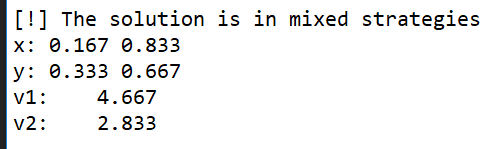 [!] The solution is in mixed strategies
x: 0.167 0.833
y: 0.333 0.667
v1:    4.667
v2:    2.833